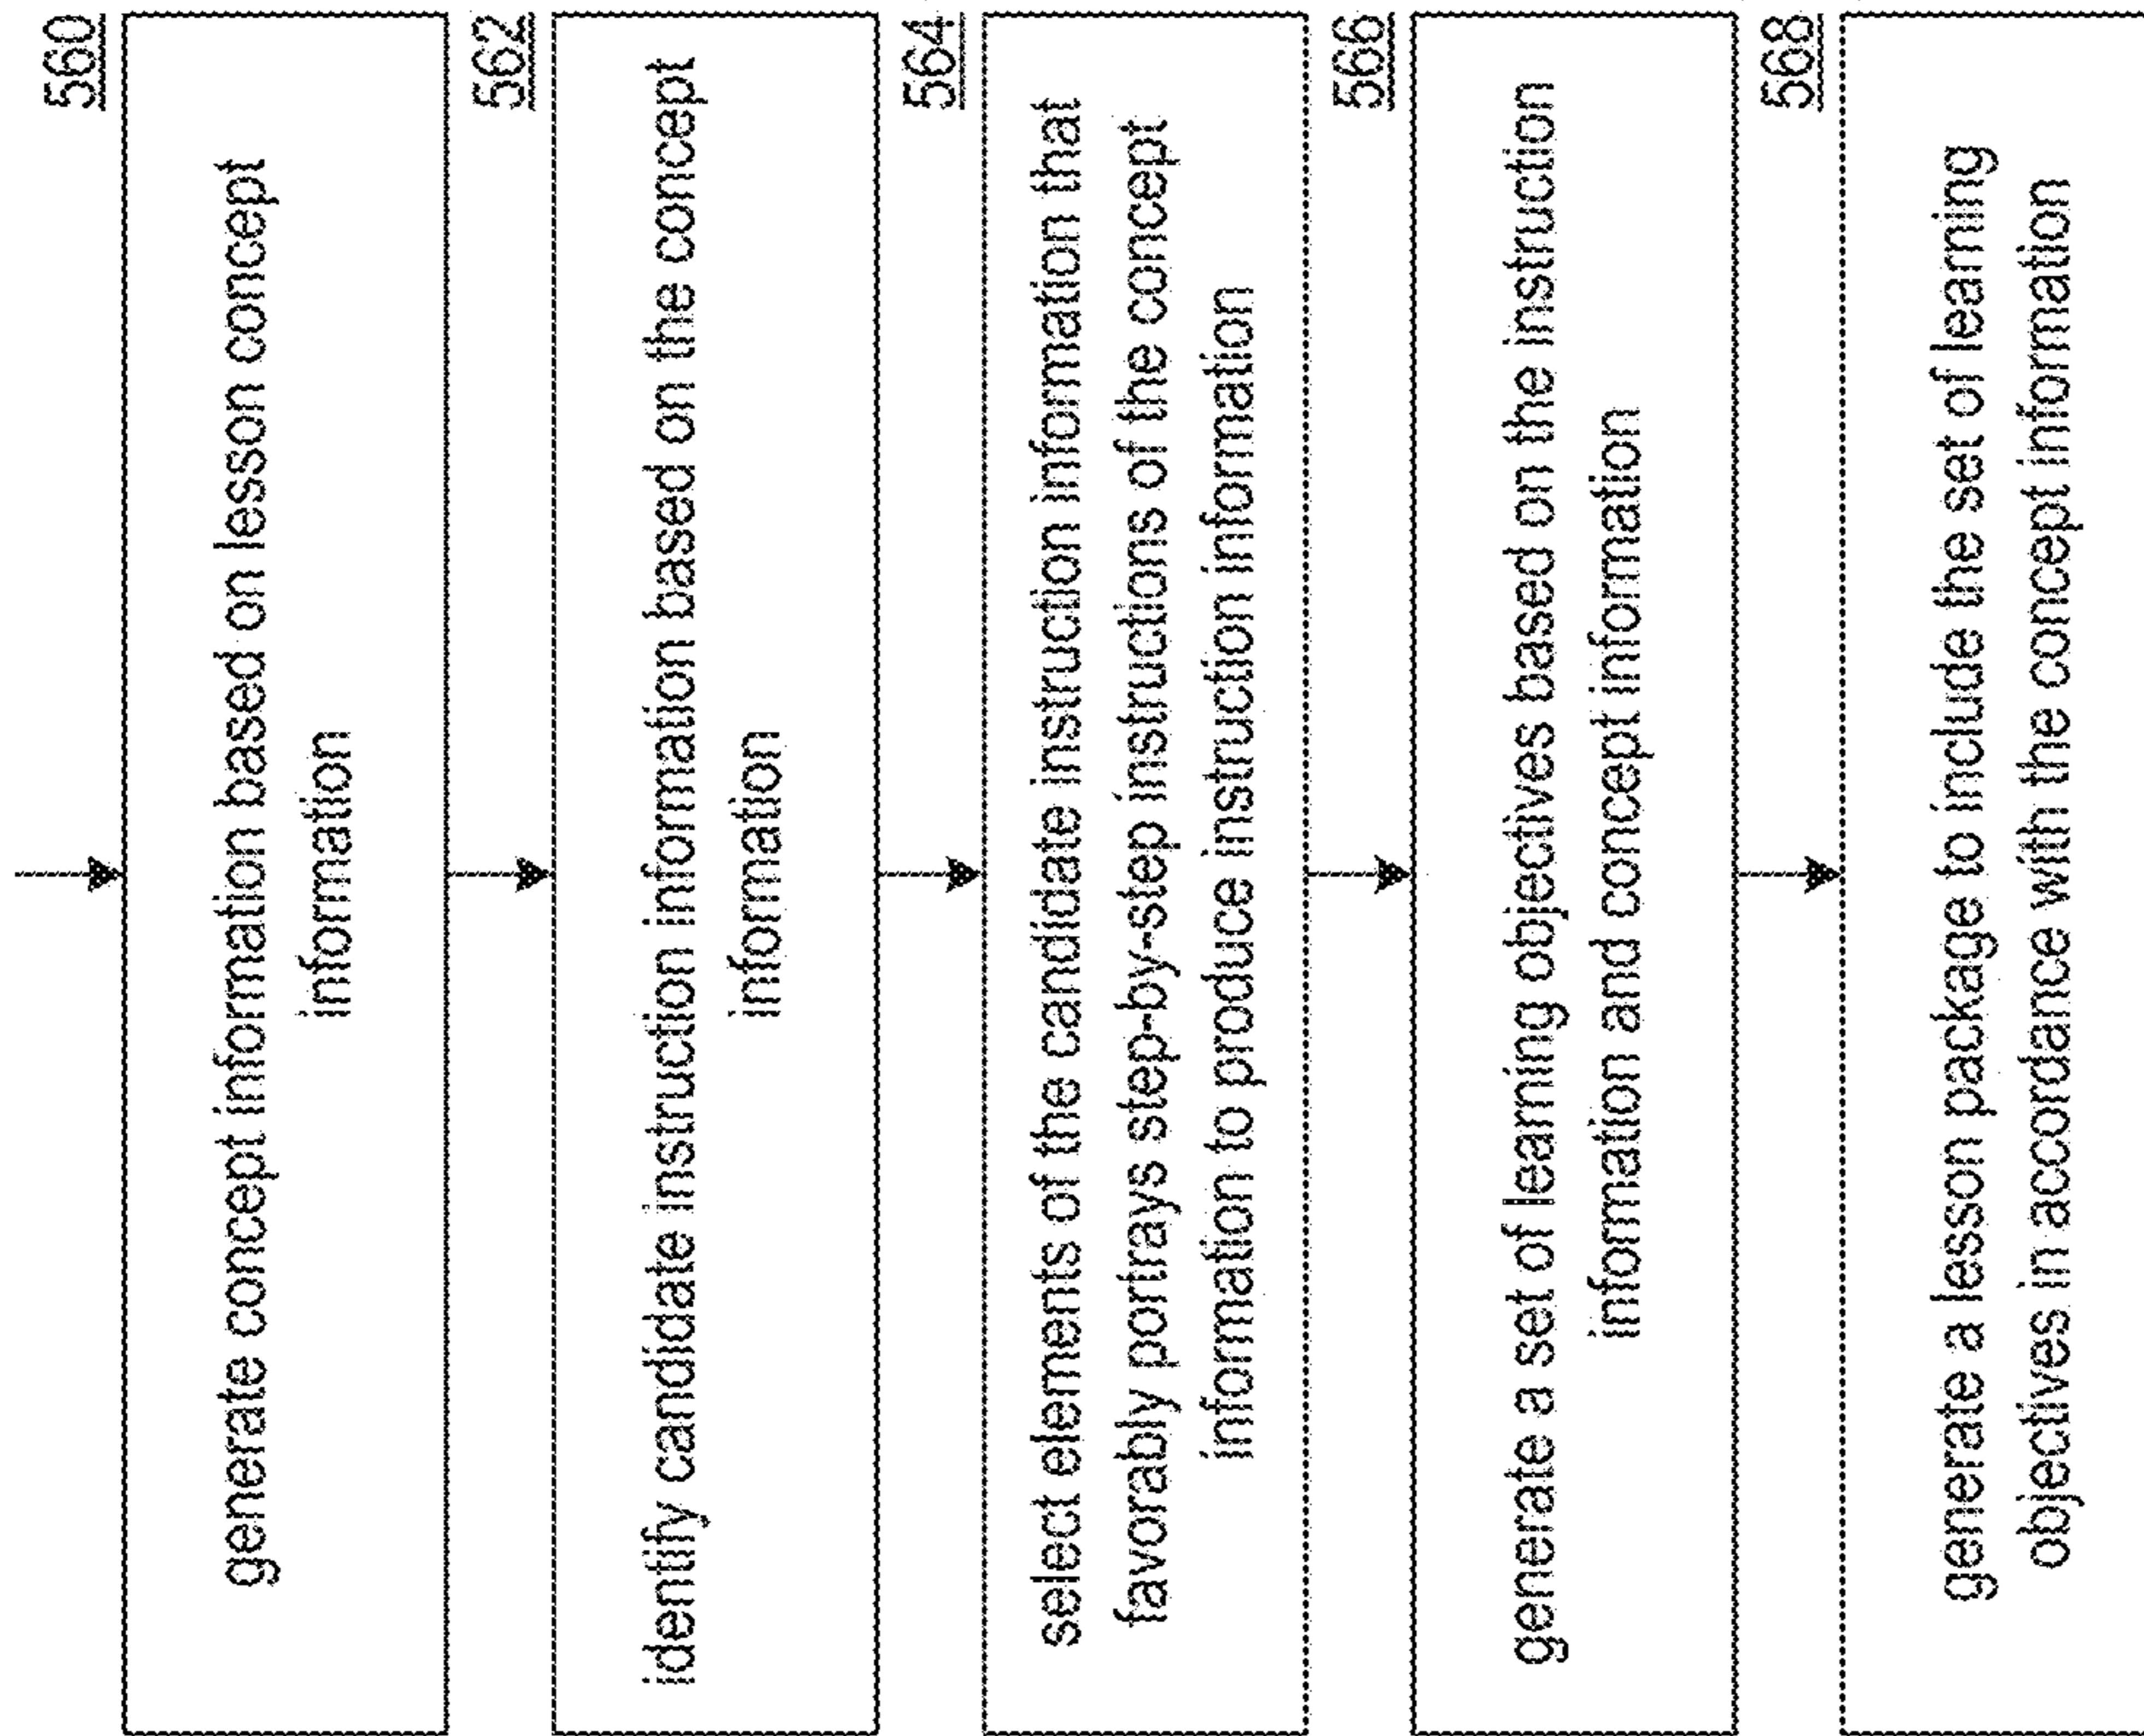 560
generate concept information based on lesson concept
information
562
identify candidate instruction information based on the concept
information
564
select elements of the candidate instruction information that
favorably portrays step-by-step instructions of the concept
information to produce instruction information
566
generate a set of learning objectives based on the instruction
information and concept information
568
generate a lesson package to include the set of learning
objectives in accordance with the concept information